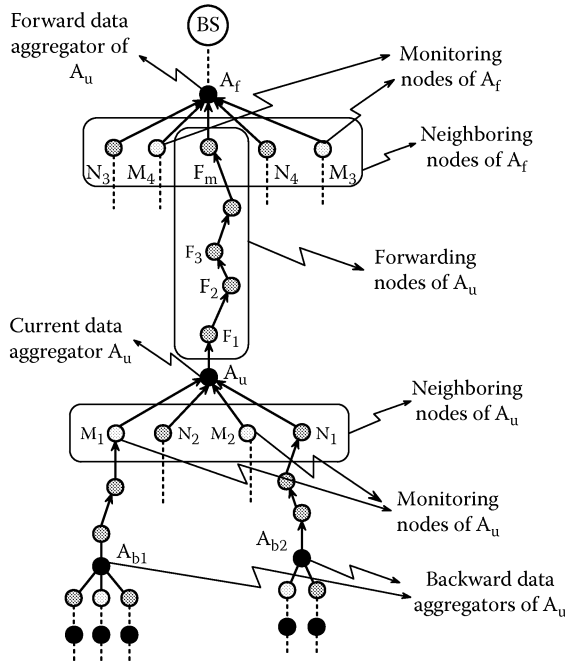 BS
Forward data
aggregator of
Au
Af
Monitoring
nodes of Af
Neighboring
nodes of Af
N3 M4 Fm N4 M3
F3
F2
F1
Forwarding
nodes of Au
Current data
aggregator Au
Au
Neighboring
nodes of Au
M1 N2 M2 N1
Monitoring
nodes of Au
Ab1
Ab2
Backward data
aggregators of Au